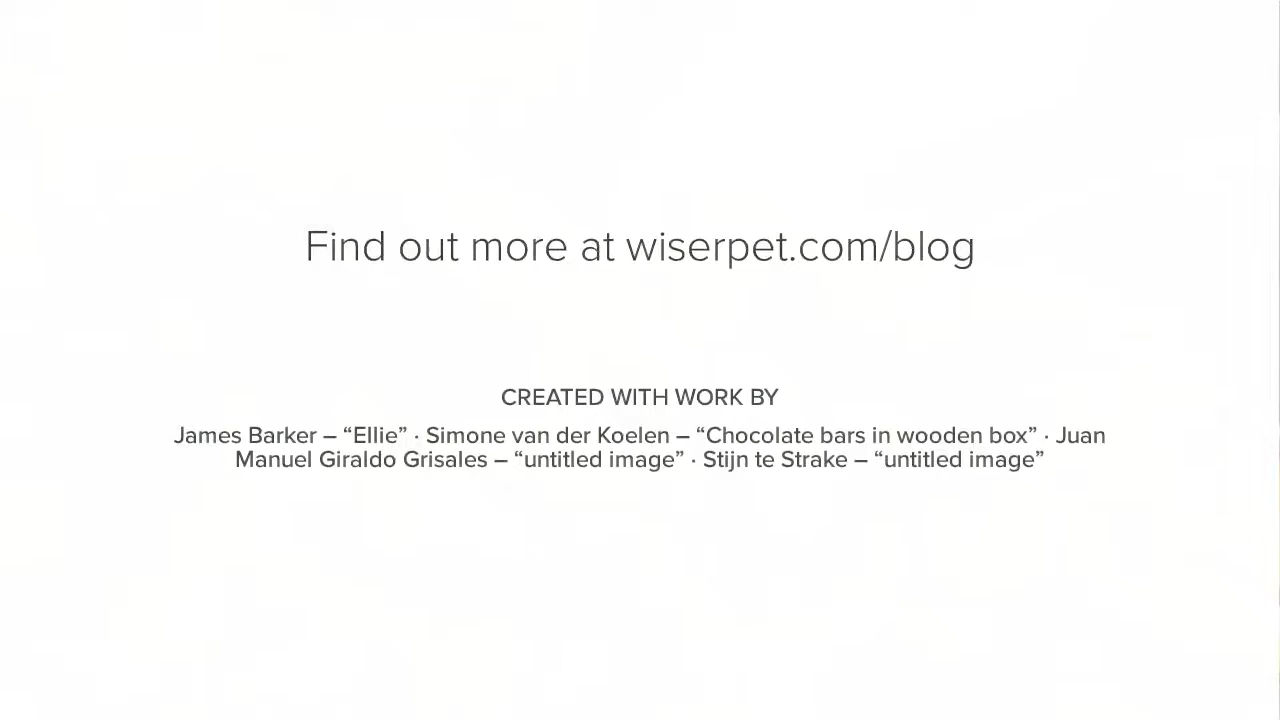 Find out more at wiserpet.com/blog
CREATED WITH WORK BY
James Barker – “Ellie” · Simone van der Koelen – “Chocolate bars in wooden box” · Juan
Manuel Giraldo Grisales – “untitled image” · Stijn te Strake – “untitled image”